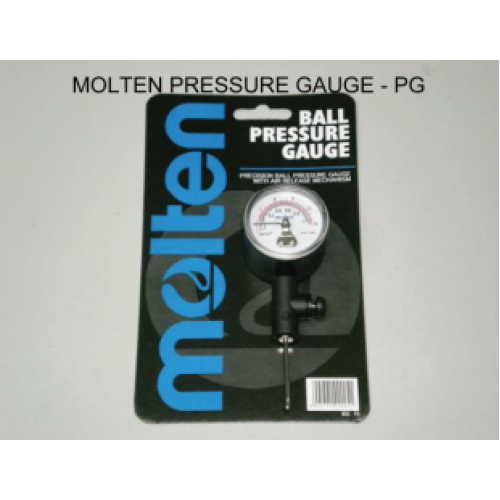 MOLTEN PRESSURE GAUGE - PG
BALL
PRESSURE
GAUGE
PRECISION BALL PRESSURE GAUGE
WITH AIR RELEASE MECHANISM
molten